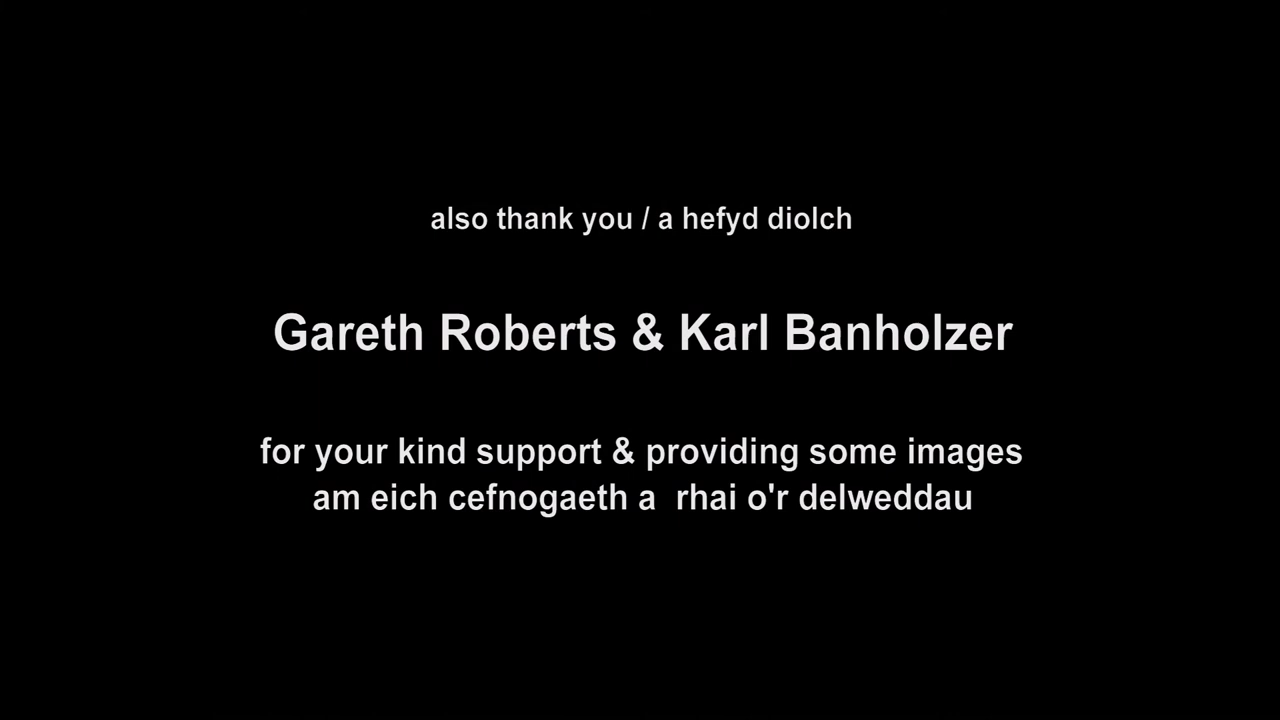 also thank you / a hefyd diolch
Gareth Roberts & Karl Banholzer
for your kind support & providing some images
am eich cefnogaeth a  rhai o'r delweddau